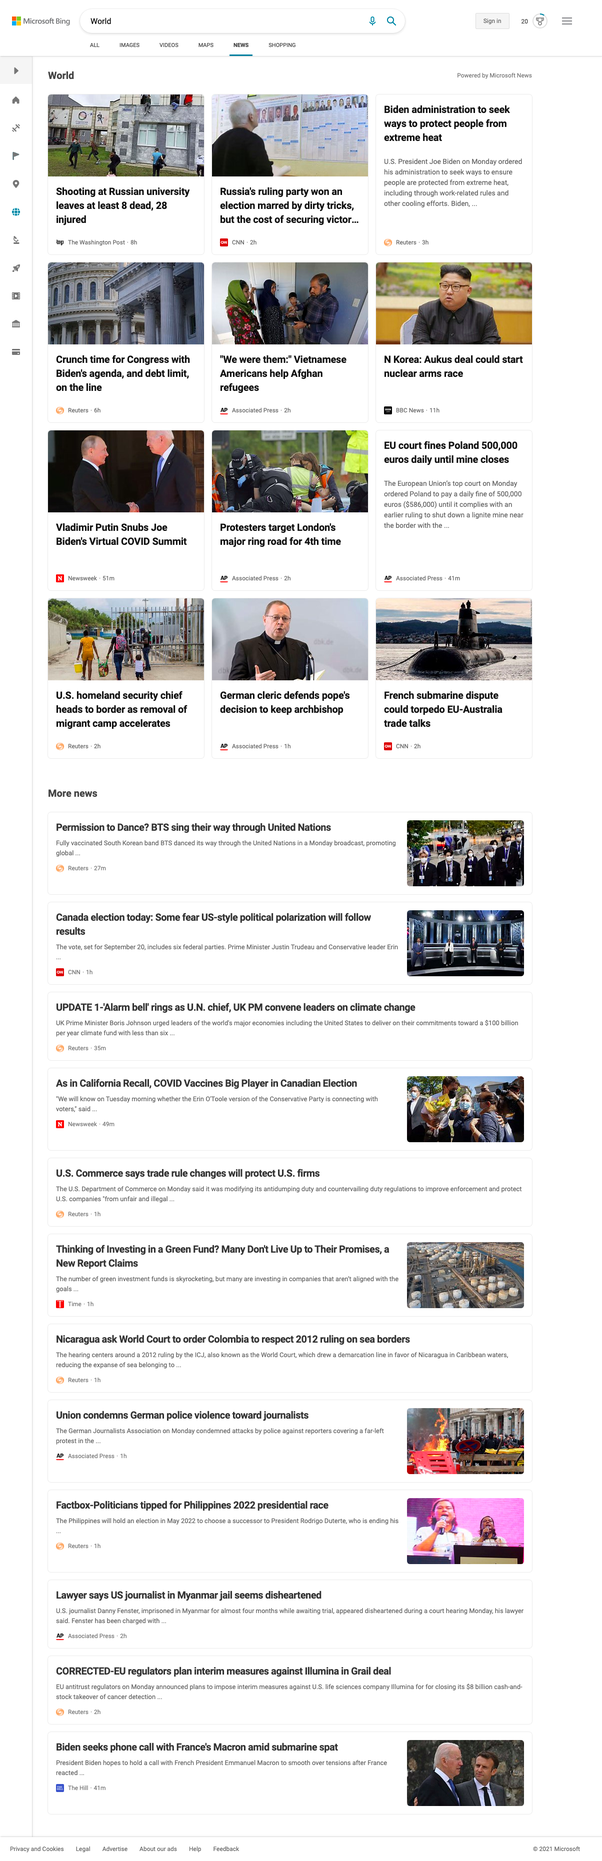 Microsoft Bing
World
Sign in
20
ALL
IMAGES
VIDEOS
MAPS
NEWS
SHOPPING
World
Powered by Microsoft News
Shooting at Russian university
leaves at least 8 dead, 28
injured
wp The Washington Post · 8h
Russia's ruling party won an
election marred by dirty tricks,
but the cost of securing victor...
CNN CNN · 2h
Biden administration to seek
ways to protect people from
extreme heat
U.S. President Joe Biden on Monday ordered
his administration to seek ways to ensure
people are protected from extreme heat,
including through work-related rules and
other cooling efforts. Biden, ...
Reuters · 3h
Crunch time for Congress with
Biden's agenda, and debt limit,
on the line
Reuters · 6h
"We were them:" Vietnamese
Americans help Afghan
refugees
AP Associated Press · 2h
N Korea: Aukus deal could start
nuclear arms race
BBC News · 11h
Vladimir Putin Snubs Joe
Biden's Virtual COVID Summit
N Newsweek · 51m
Protesters target London's
major ring road for 4th time
AP Associated Press · 2h
EU court fines Poland 500,000
euros daily until mine closes
The European Union's top court on Monday
ordered Poland to pay a daily fine of 500,000
euros ($586,000) until it complies with an
earlier ruling to shut down a lignite mine near
the border with the ...
AP Associated Press · 41m
U.S. homeland security chief
heads to border as removal of
migrant camp accelerates
Reuters · 2h
German cleric defends pope's
decision to keep archbishop
AP Associated Press · 1h
French submarine dispute
could torpedo EU-Australia
trade talks
CNN CNN · 2h
More news
Permission to Dance? BTS sing their way through United Nations
Fully vaccinated South Korean band BTS danced its way through the United Nations in a Monday broadcast, promoting
global ...
Reuters · 27m
Canada election today: Some fear US-style political polarization will follow
results
The vote, set for September 20, includes six federal parties. Prime Minister Justin Trudeau and Conservative leader Erin
...
CNN CNN · 1h
UPDATE 1-'Alarm bell' rings as U.N. chief, UK PM convene leaders on climate change
UK Prime Minister Boris Johnson urged leaders of the world's major economies including the United States to deliver on their commitments toward a $100 billion
per year climate fund with less than six ...
Reuters · 35m
As in California Recall, COVID Vaccines Big Player in Canadian Election
"We will know on Tuesday morning whether the Erin O'Toole version of the Conservative Party is connecting with
voters," said ...
N Newsweek · 49m
U.S. Commerce says trade rule changes will protect U.S. firms
The U.S. Department of Commerce on Monday said it was modifying its antidumping duty and countervailing duty regulations to improve enforcement and protect
U.S. companies "from unfair and illegal ...
Reuters · 1h
Thinking of Investing in a Green Fund? Many Don't Live Up to Their Promises, a
New Report Claims
The number of green investment funds is skyrocketing, but many are investing in companies that aren't aligned with the
goals ...
Time · 1h
Nicaragua ask World Court to order Colombia to respect 2012 ruling on sea borders
The hearing centers around a 2012 ruling by the ICJ, also known as the World Court, which drew a demarcation line in favor of Nicaragua in Caribbean waters,
reducing the expanse of sea belonging to ...
Reuters · 1h
Union condemns German police violence toward journalists
The German Journalists Association on Monday condemned attacks by police against reporters covering a far-left
protest in the ...
AP Associated Press · 1h
Factbox-Politicians tipped for Philippines 2022 presidential race
The Philippines will hold an election in May 2022 to choose a successor to President Rodrigo Duterte, who is ending his
...
Reuters · 1h
Lawyer says US journalist in Myanmar jail seems disheartened
U.S. journalist Danny Fenster, imprisoned in Myanmar for almost four months while awaiting trial, appeared disheartened during a court hearing Monday, his lawyer
said. Fenster has been charged with ...
AP Associated Press · 2h
CORRECTED-EU regulators plan interim measures against Illumina in Grail deal
EU antitrust regulators on Monday announced plans to impose interim measures against U.S. life sciences company Illumina for for closing its $8 billion cash-and-
stock takeover of cancer detection ...
Reuters · 2h
Biden seeks phone call with France's Macron amid submarine spat
President Biden hopes to hold a call with French President Emmanuel Macron to smooth over tensions after France
reacted ...
The Hill · 41m
Privacy and Cookies
Legal
Advertise
About our ads
Help
Feedback
© 2021 Microsoft